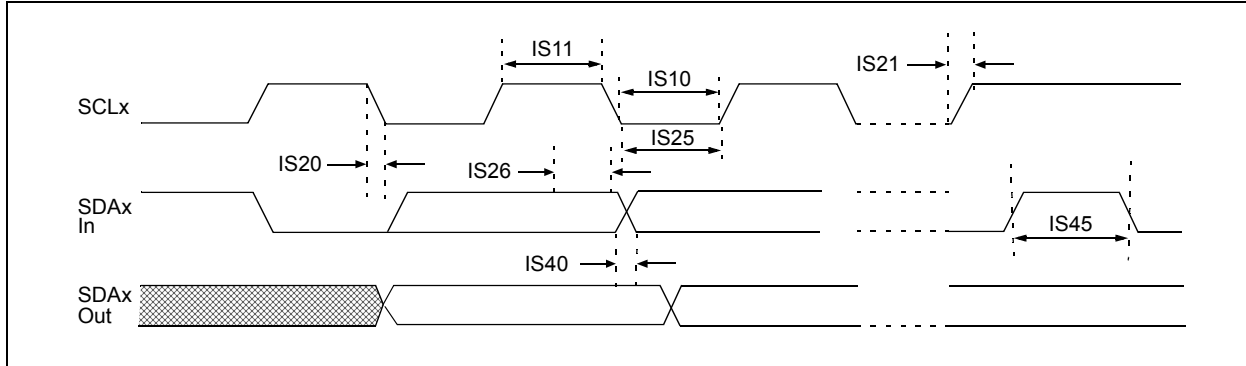 IS11
IS10
IS21
SCLx
IS25
IS20
IS26
SDAx
In
IS45
IS40
SDAx
Out